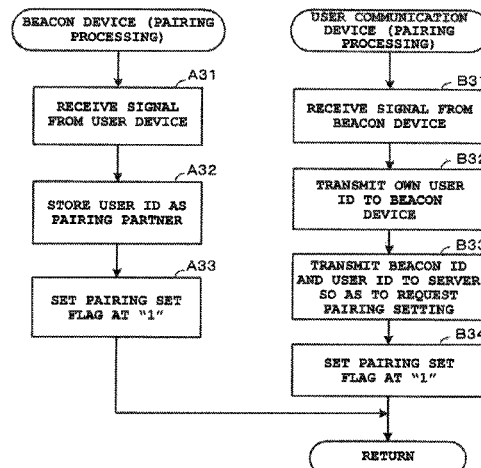 BEACON DEVICE (PAIRING
PROCESSING)
A31
RECEIVE SIGNAL
FROM USER DEVICE
A32
STORE USER ID AS
PAIRING PARTNER
A33
SET PAIRING SET
FLAG AT "1"
USER COMMUNICATION
DEVICE (PAIRING
PROCESSING)
B31
RECEIVE SIGNAL FROM
BEACON DEVICE
B32
TRANSMIT OWN USER
ID TO BEACON
DEVICE
B33
TRANSMIT BEACON ID
AND USER ID TO SERVER
SO AS TO REQUEST
PAIRING SETTING
B34
SET PAIRING SET
FLAG AT "1"
RETURN